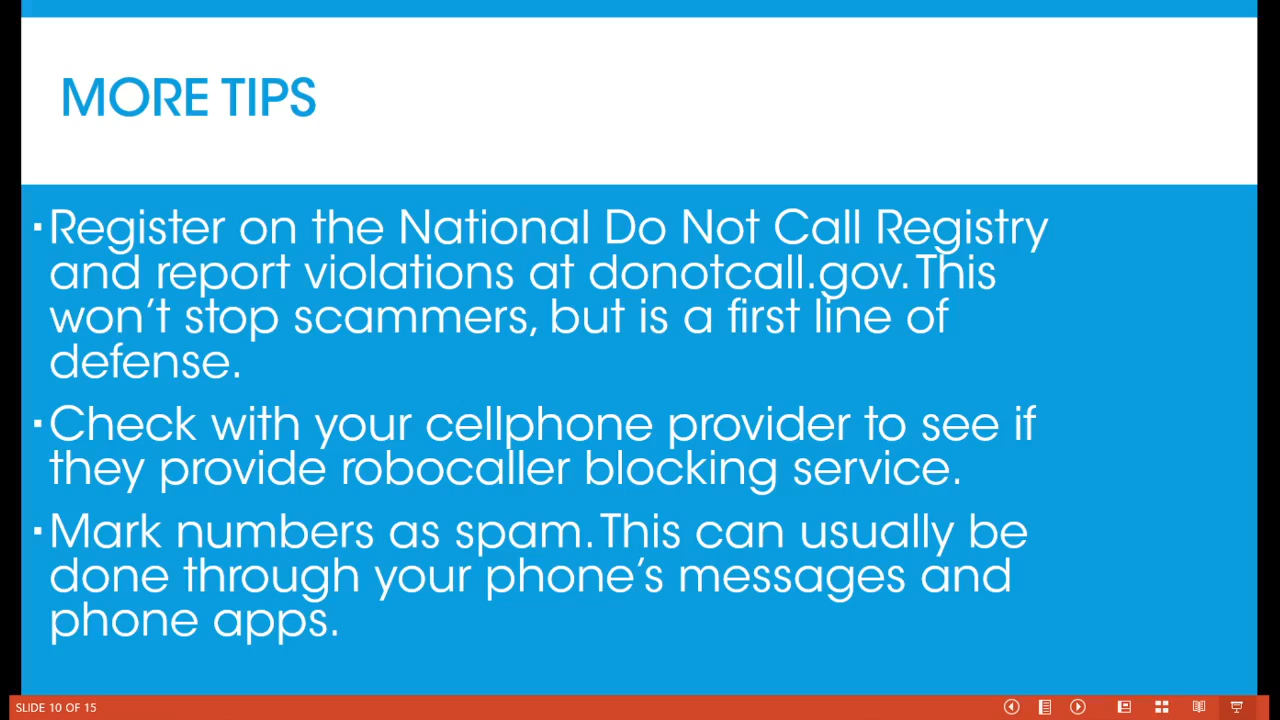 MORE TIPS
▪Register on the National Do Not Call Registry
and report violations at donotcall.gov. This
won't stop scammers, but is a first line of
defense.
▪Check with your cellphone provider to see if
they provide robocaller blocking service.
▪Mark numbers as spam. This can usually be
done through your phone's messages and
phone apps.
SLIDE 10 OF 15